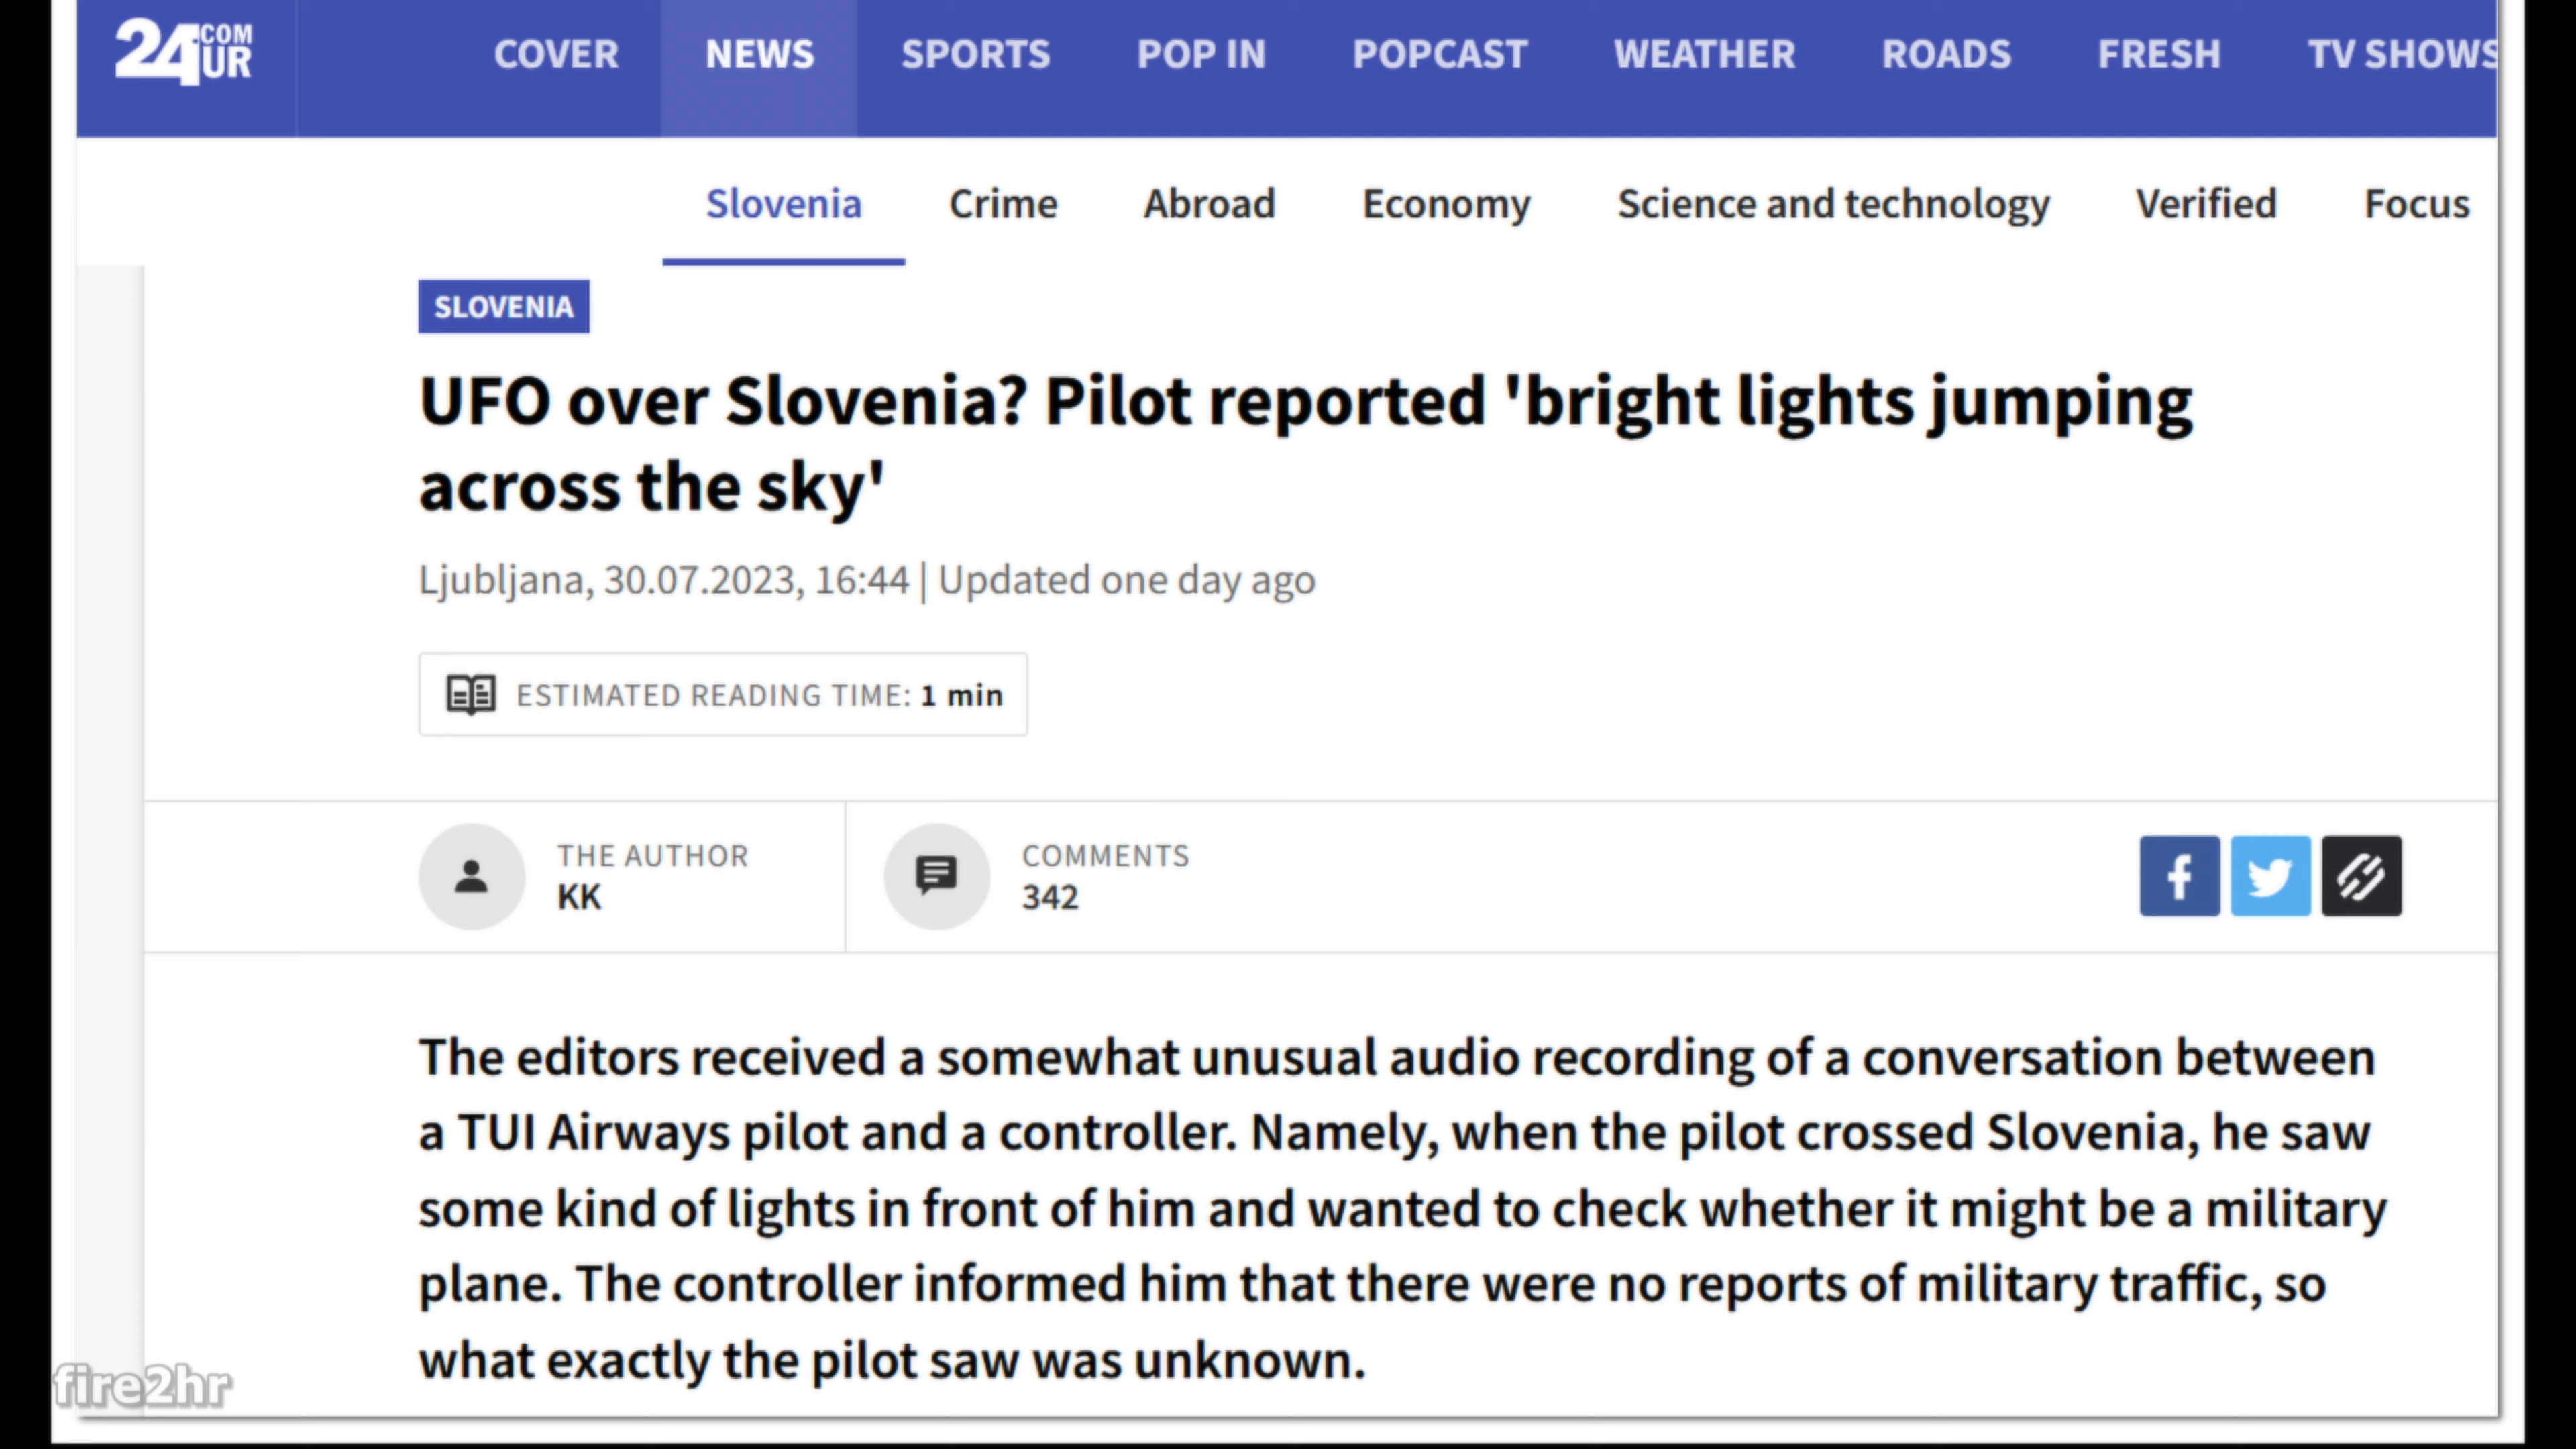 24UR.COM
COVER NEWS SPORTS POP IN POPCAST WEATHER ROADS FRESH TV SHOWS
Slovenia Crime Abroad Economy Science and technology Verified Focus
SLOVENIA
UFO over Slovenia? Pilot reported 'bright lights jumping
across the sky'
Ljubljana, 30.07.2023, 16:44 | Updated one day ago
ESTIMATED READING TIME: 1 min
THE AUTHOR
KK
COMMENTS
342
The editors received a somewhat unusual audio recording of a conversation between
a TUI Airways pilot and a controller. Namely, when the pilot crossed Slovenia, he saw
some kind of lights in front of him and wanted to check whether it might be a military
plane. The controller informed him that there were no reports of military traffic, so
what exactly the pilot saw was unknown.
fire2hr